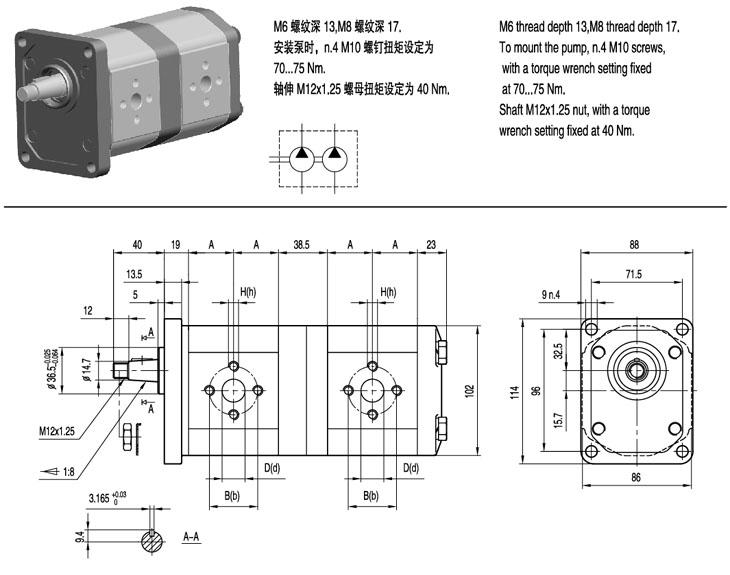 M6 螺纹深 13,M8 螺纹深 17.
安装泵时，n.4 M10 螺钉扭矩设定为
70...75 Nm.
轴伸 M12x1.25 螺母扭矩设定为 40 Nm.
M6 thread depth 13,M8 thread depth 17.
To mount the pump, n.4 M10 screws,
with a torque wrench setting fixed
at 70...75 Nm.
Shaft M12x1.25 nut, with a torque
wrench setting fixed at 40 Nm.
40 19 A A 38.5 A A 23
13.5
5
12
H(h) H(h)
A
A
ø 36.5 -0.025 -0.064
ø 14.7
M12x1.25
1:8
102
D(d) D(d)
B(b) B(b)
3.165 +0.03 0
9.4
A-A
88
71.5
9 n.4
114
96
32.5
15.7
86